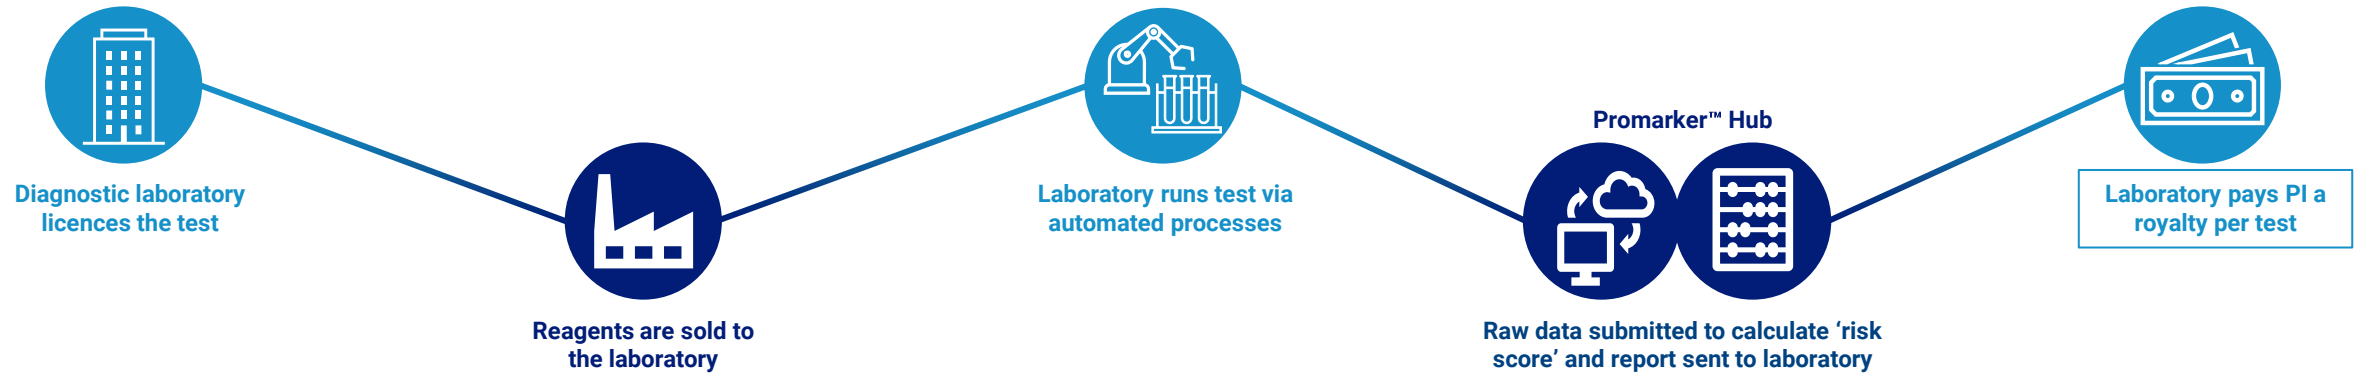 Diagnostic laboratory
licences the test
Reagents are sold to
the laboratory
Laboratory runs test via
automated processes
Promarker™ Hub
Raw data submitted to calculate ‘risk
score’ and report sent to laboratory
Laboratory pays PI a
royalty per test